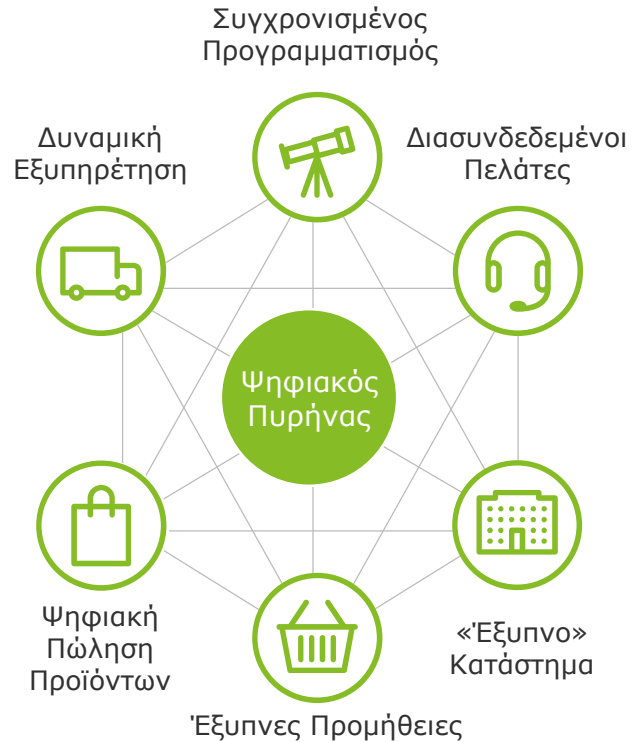 Συγχρονισμένος
Προγραμματισμός
Δυναμική
Εξυπηρέτηση
Διασυνδεδεμένοι
Πελάτες
Ψηφιακός
Πυρήνας
Ψηφιακή
Πώληση
Προϊόντων
«Έξυπνο»
Κατάστημα
Έξυπνες Προμήθειες